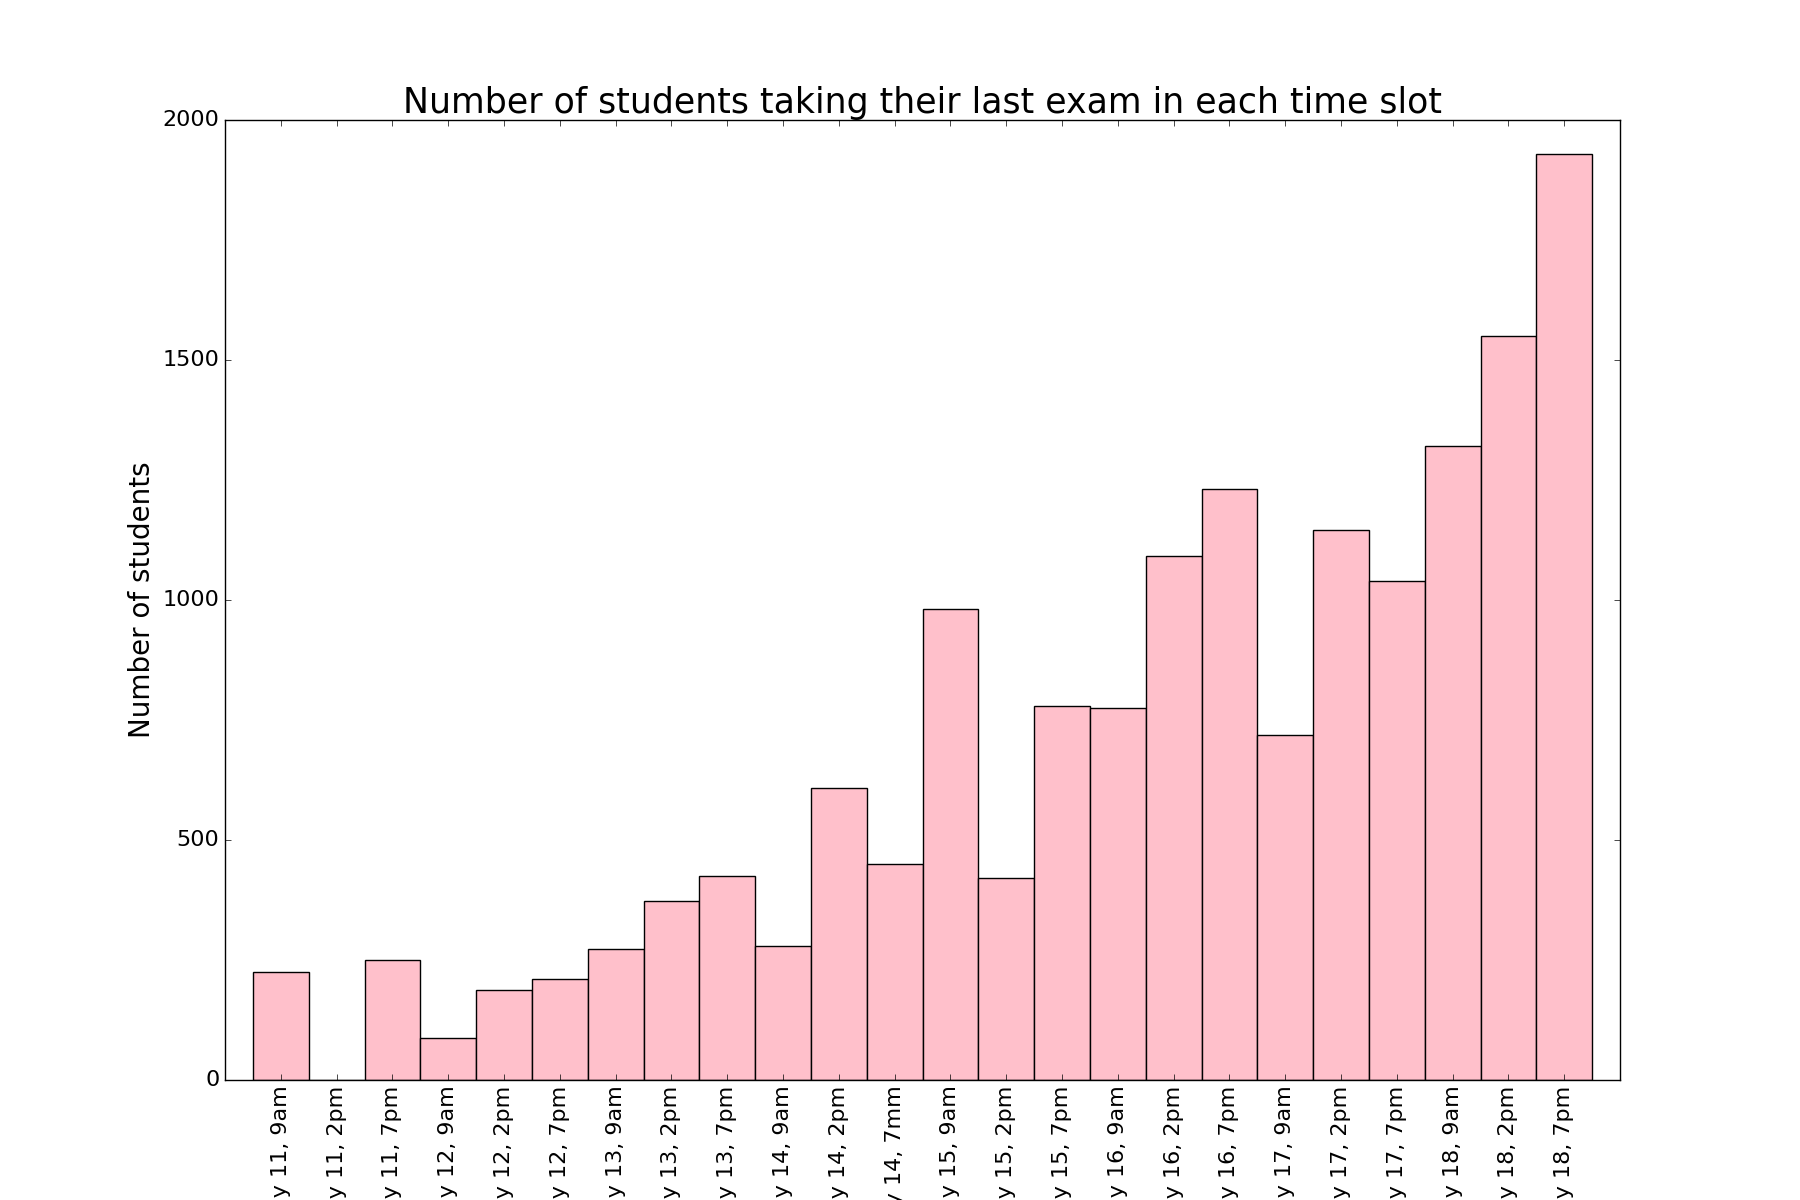 Number of students taking their last exam in each time slot
Number of students
2000
1500
1000
500
0
y 11, 9am
y 11, 2pm
y 11, 7pm
y 12, 9am
y 12, 2pm
y 12, 7pm
y 13, 9am
y 13, 2pm
y 13, 7pm
y 14, 9am
y 14, 2pm
y 14, 7mm
y 15, 9am
y 15, 2pm
y 15, 7pm
y 16, 9am
y 16, 2pm
y 16, 7pm
y 17, 9am
y 17, 2pm
y 17, 7pm
y 18, 9am
y 18, 2pm
y 18, 7pm